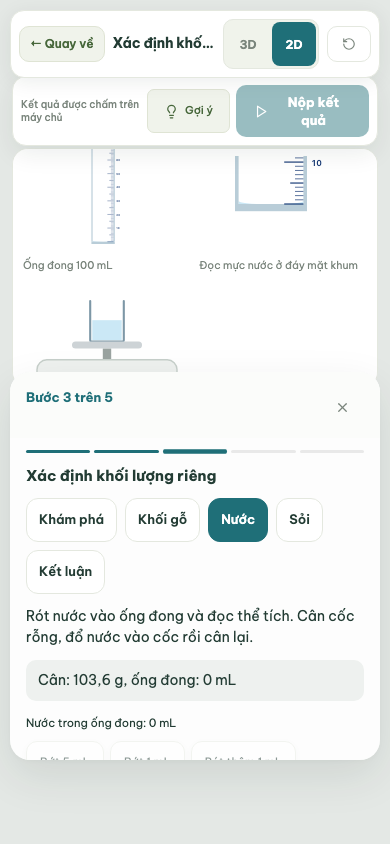 ← Quay về
Xác định khố...
3D
2D
Kết quả được chấm trên
máy chủ
Gợi ý
Nộp kết
quả
10
Ống đong 100 mL
Đọc mực nước ở đáy mặt khum
Bước 3 trên 5
×
Xác định khối lượng riêng
Khám phá
Khối gỗ
Nước
Sỏi
Kết luận
Rót nước vào ống đong và đọc thể tích. Cân cốc
rỗng, đổ nước vào cốc rồi cân lại.
Cân: 103,6 g, ống đong: 0 mL
Nước trong ống đong: 0 mL